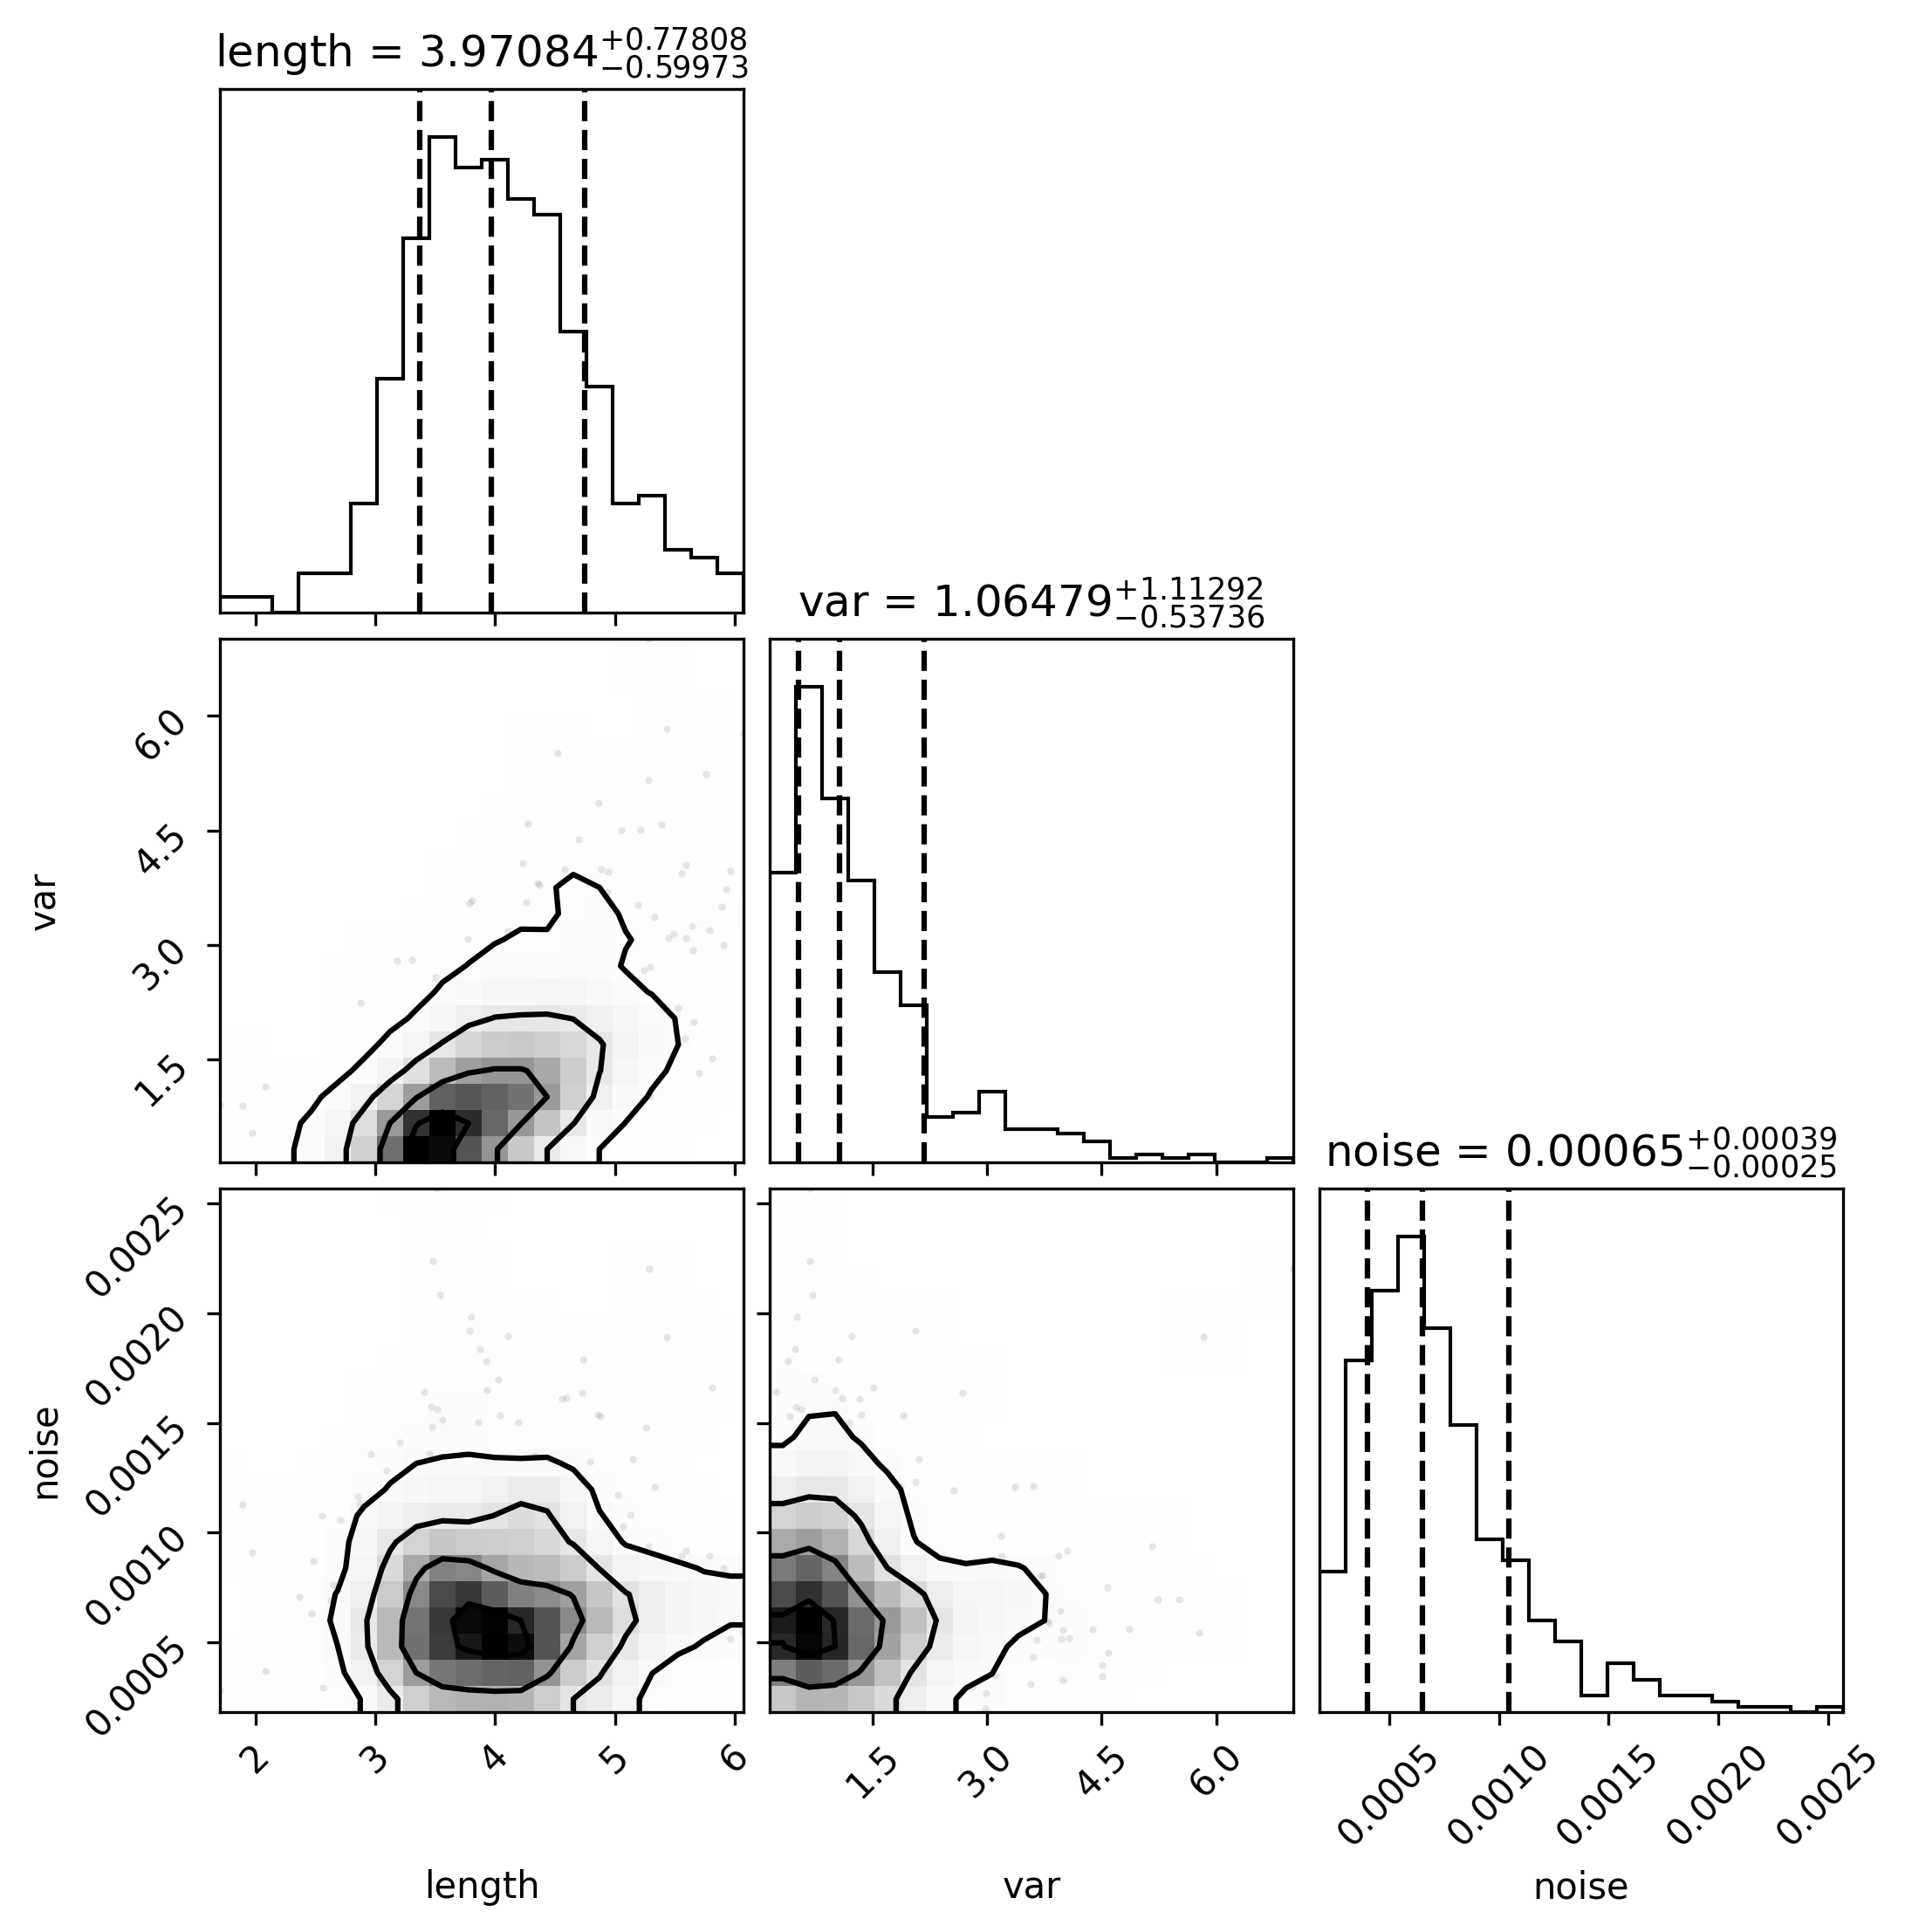 length = 3.97084+0.77808−0.59973
var = 1.06479+1.11292−0.53736
var
6.0
4.5
3.0
1.5
noise = 0.00065+0.00039−0.00025
noise
0.0025
0.0020
0.0015
0.0010
0.0005
2 3 4 5 6
1.5 3.0 4.5 6.0
0.0005 0.0010 0.0015 0.0020 0.0025
length var noise